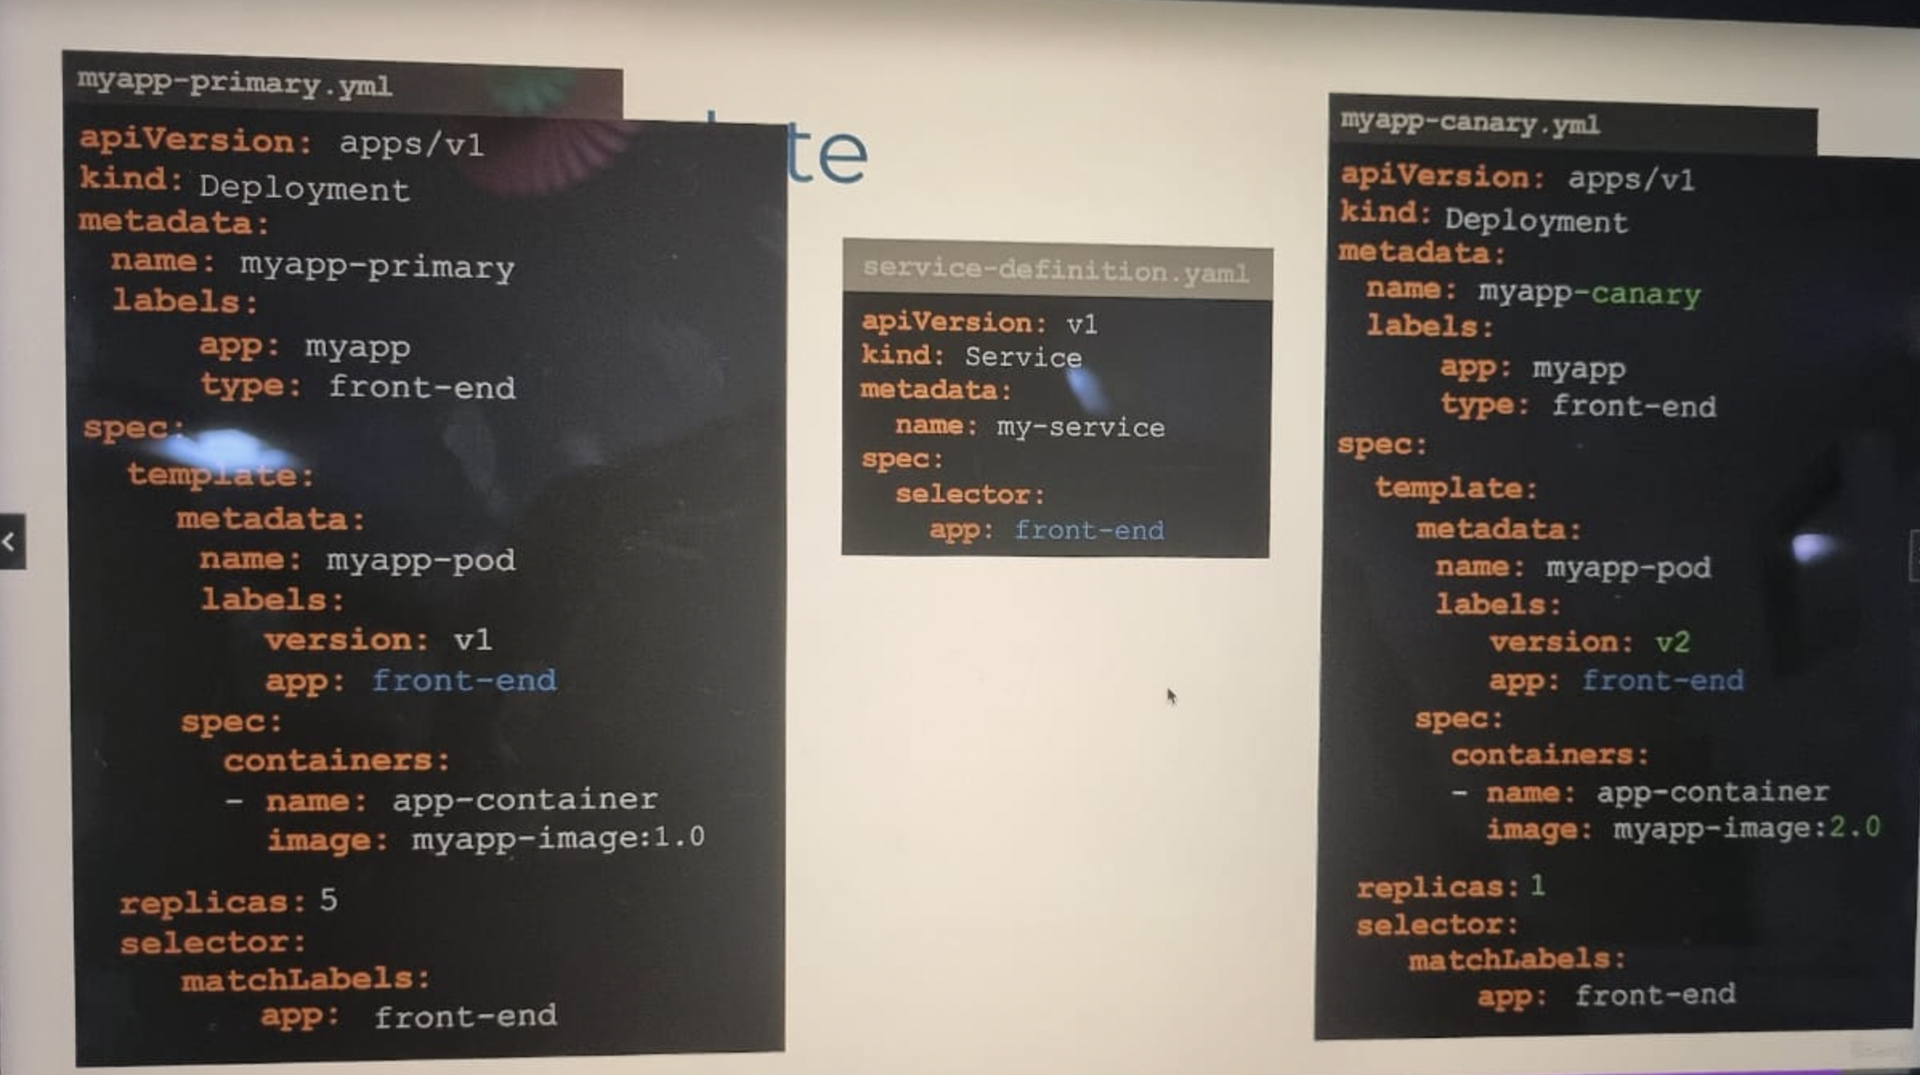 myapp-primary.yml
apiVersion: apps/v1
kind: Deployment
metadata:
name: myapp-primary
labels:
app: myapp
type: front-end
spec:
template:
metadata:
name: myapp-pod
labels:
version: v1
app: front-end
spec:
containers:
- name: app-container
image: myapp-image:1.0
replicas: 5
selector:
matchLabels:
app: front-end
te
service-definition.yaml
apiVersion: v1
kind: Service
metadata:
name: my-service
spec:
selector:
app: front-end
myapp-canary.yml
apiVersion: apps/v1
kind: Deployment
metadata:
name: myapp-canary
labels:
app: myapp
type: front-end
spec:
template:
metadata:
name: myapp-pod
labels:
version: v2
app: front-end
spec:
containers:
- name: app-container
image: myapp-image:2.0
replicas: 1
selector:
matchLabels:
app: front-end